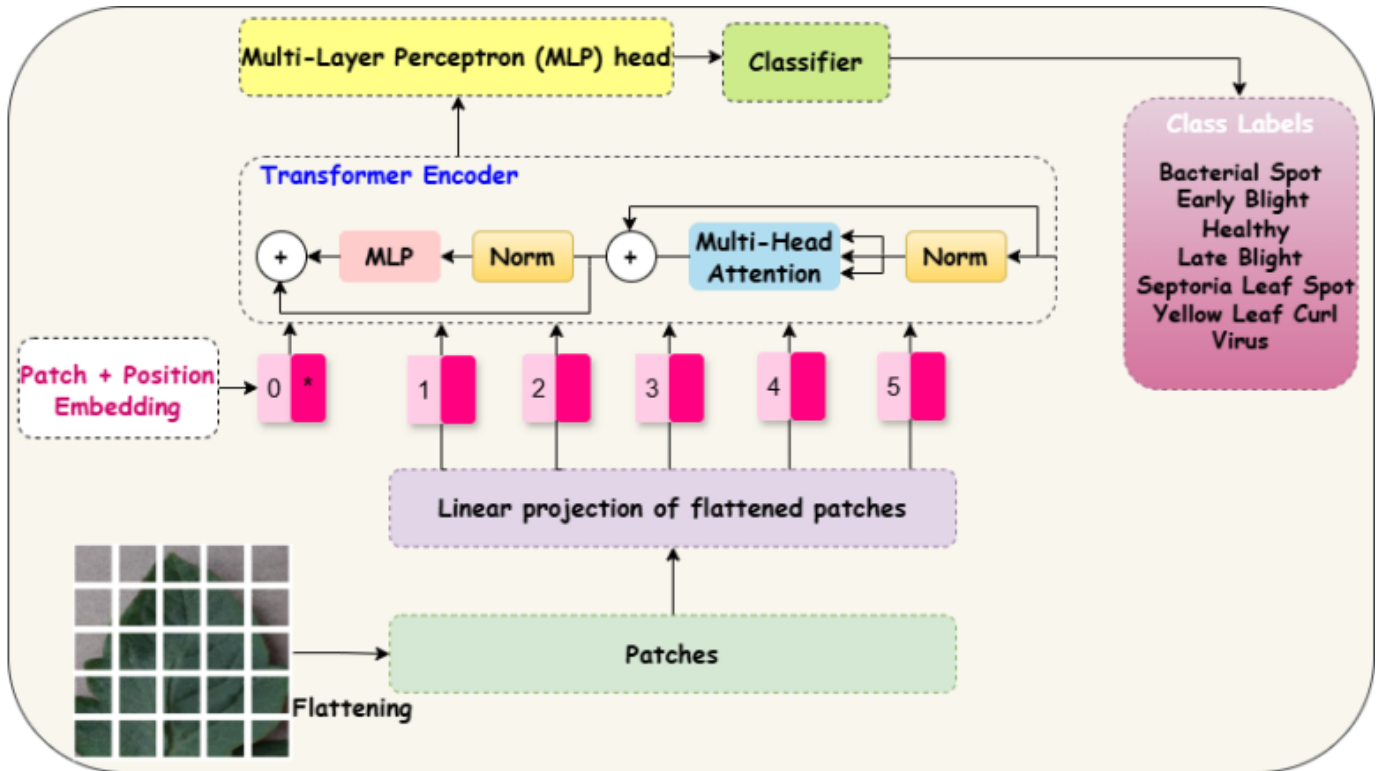 Multi-Layer Perceptron (MLP) head
Classifier
Class Labels
Bacterial Spot
Early Blight
Healthy
Late Blight
Septoria Leaf Spot
Yellow Leaf Curl
Virus
Transformer Encoder
+
MLP
Norm
+
Multi-Head
Attention
Norm
Patch + Position
Embedding
0 *
1
2
3
4
5
Linear projection of flattened patches
Patches
Flattening